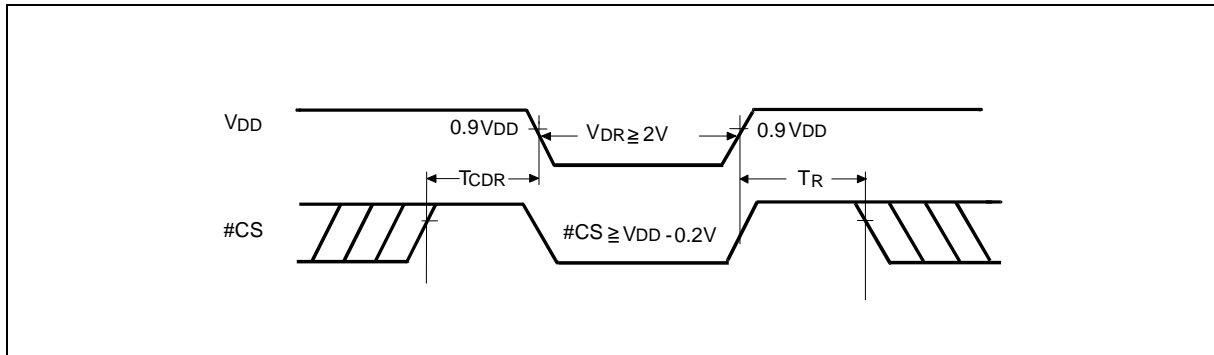 VDD
0.9VDD
VDR≧2V
0.9VDD
TCDR
TR
#CS
#CS≧VDD-0.2V